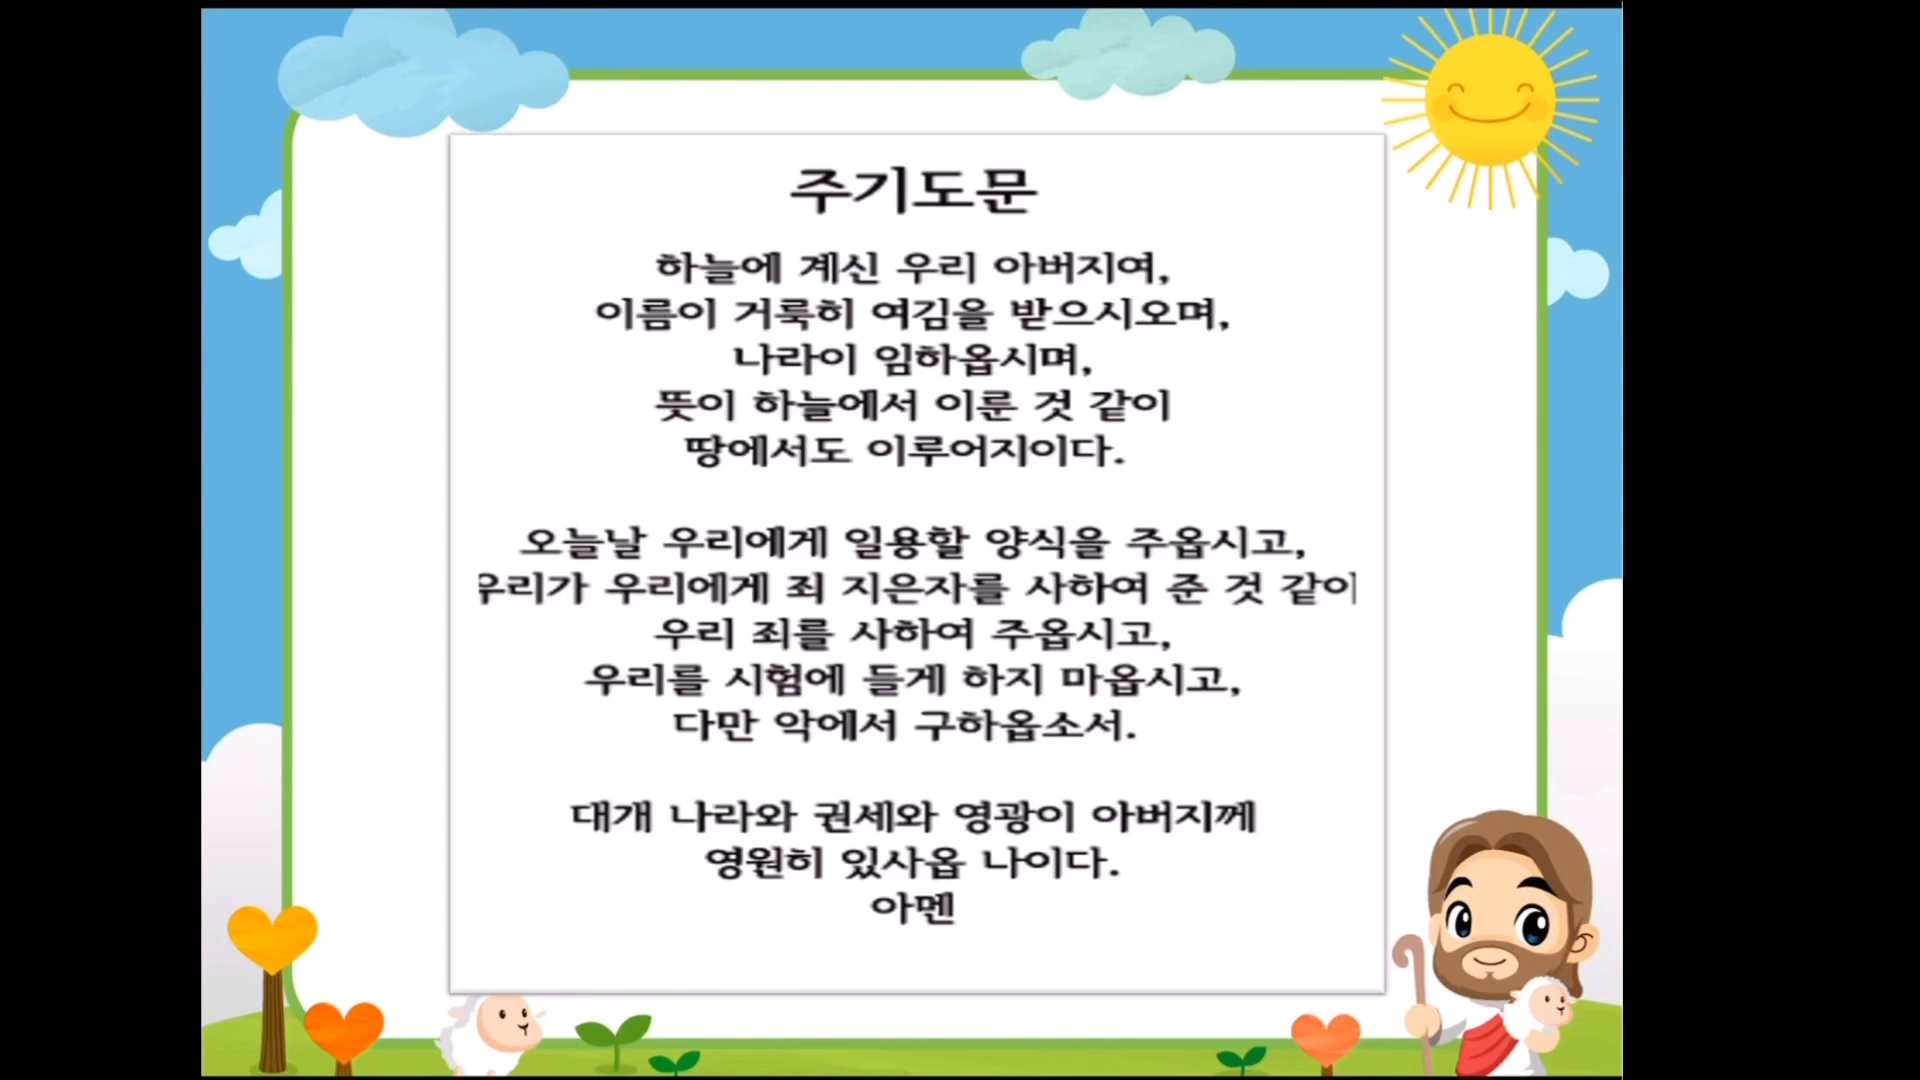 주기도문
하늘에 계신 우리 아버지여,
이름이 거룩히 여김을 받으시오며,
나라이 임하옵시며,
뜻이 하늘에서 이룬 것 같이
땅에서도 이루어지이다.
오늘날 우리에게 일용할 양식을 주옵시고,
우리가 우리에게 죄 지은자를 사하여 준 것 같이
우리 죄를 사하여 주옵시고,
우리를 시험에 들게 하지 마옵시고,
다만 악에서 구하옵소서.
대개 나라와 권세와 영광이 아버지께
영원히 있사옵 나이다.
아멘